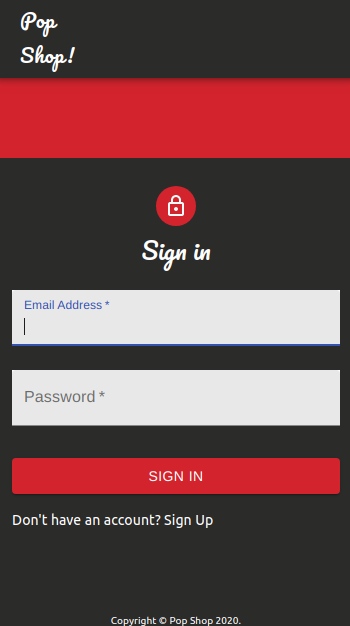 Pop
Shop!
Sign in
Email Address *
Password *
SIGN IN
Don't have an account? Sign Up
Copyright © Pop Shop 2020.